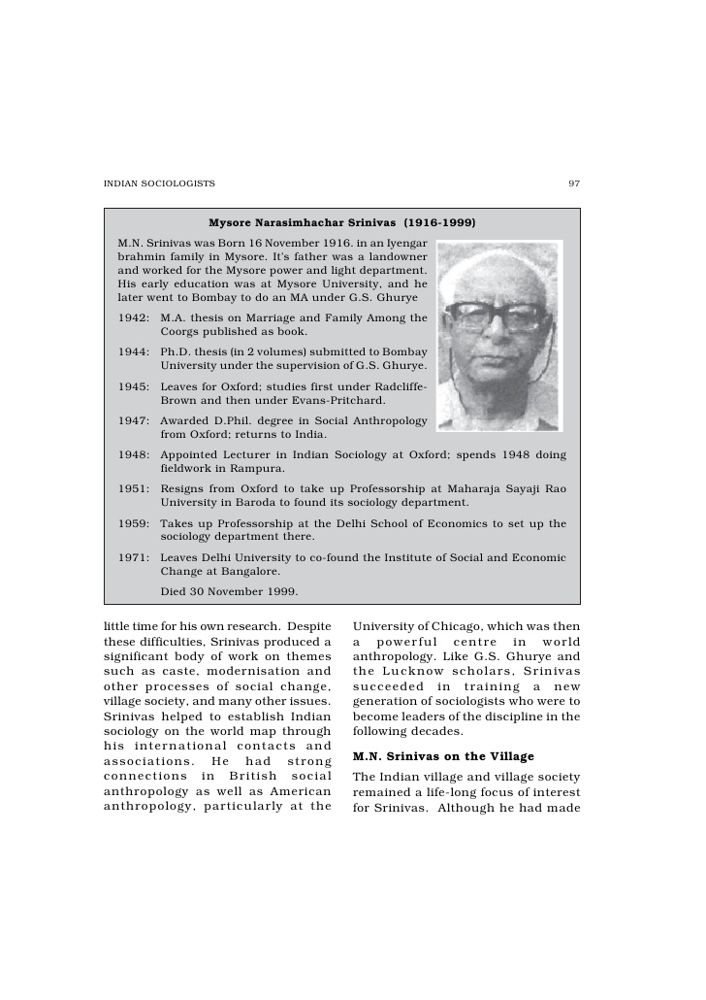 INDIAN SOCIOLOGISTS 97
Mysore Narasimhachar Srinivas (1916-1999)
M.N. Srinivas was Born 16 November 1916. in an Iyengar
brahmin family in Mysore. It's father was a landowner
and worked for the Mysore power and light department.
His early education was at Mysore University, and he
later went to Bombay to do an MA under G.S. Ghurye
1942: M.A. thesis on Marriage and Family Among the
Coorgs published as book.
1944: Ph.D. thesis (in 2 volumes) submitted to Bombay
University under the supervision of G.S. Ghurye.
1945: Leaves for Oxford; studies first under Radcliffe-
Brown and then under Evans-Pritchard.
1947: Awarded D.Phil. degree in Social Anthropology
from Oxford; returns to India.
1948: Appointed Lecturer in Indian Sociology at Oxford; spends 1948 doing
fieldwork in Rampura.
1951: Resigns from Oxford to take up Professorship at Maharaja Sayaji Rao
University in Baroda to found its sociology department.
1959: Takes up Professorship at the Delhi School of Economics to set up the
sociology department there.
1971: Leaves Delhi University to co-found the Institute of Social and Economic
Change at Bangalore.
Died 30 November 1999.
little time for his own research. Despite
these difficulties, Srinivas produced a
significant body of work on themes
such as caste, modernisation and
other processes of social change,
village society, and many other issues.
Srinivas helped to establish Indian
sociology on the world map through
his international contacts and
associations. He had strong
connections in British social
anthropology as well as American
anthropology, particularly at the
University of Chicago, which was then
a powerful centre in world
anthropology. Like G.S. Ghurye and
the Lucknow scholars, Srinivas
succeeded in training a new
generation of sociologists who were to
become leaders of the discipline in the
following decades.
M.N. Srinivas on the Village
The Indian village and village society
remained a life-long focus of interest
for Srinivas. Although he had made